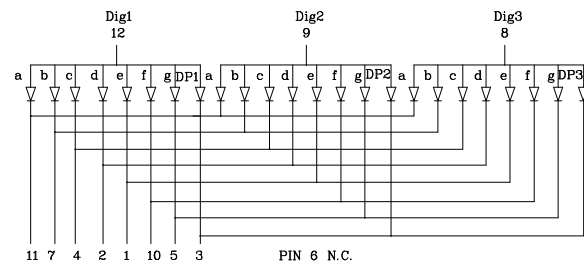 Dig1 Dig2 Dig3
12 9 8
a b c d e f g DP1 a b c d e f g DP2 a b c d e f g DP3
11 7 4 2 1 10 5 3 PIN 6 N.C.